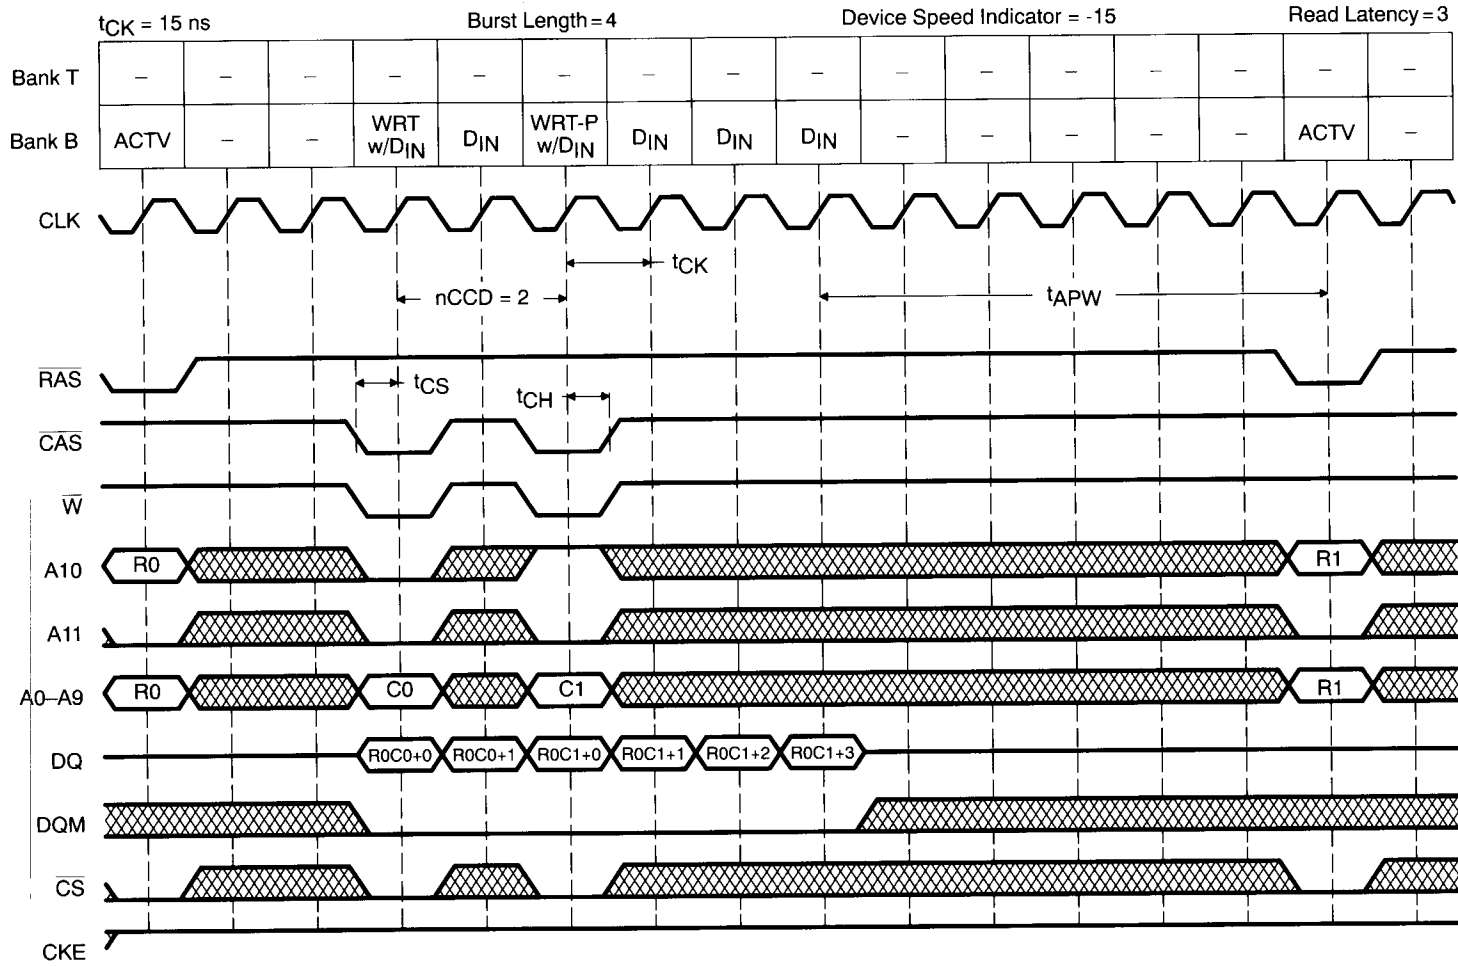 tCK = 15 ns Burst Length = 4 Device Speed Indicator = -15 Read Latency = 3
Bank T – – – – – – – – – – – – – – – –
Bank B ACTV – – WRT w/DIN DIN WRT-P w/DIN DIN DIN DIN – – – – – ACTV –
CLK
tCK
nCCD = 2
tAPW
RAS
tCS
tCH
CAS
W
A10 R0 R1
A11
A0–A9 R0 C0 C1 R1
DQ R0C0+0 R0C0+1 R0C1+0 R0C1+1 R0C1+2 R0C1+3
DQM
CS
CKE